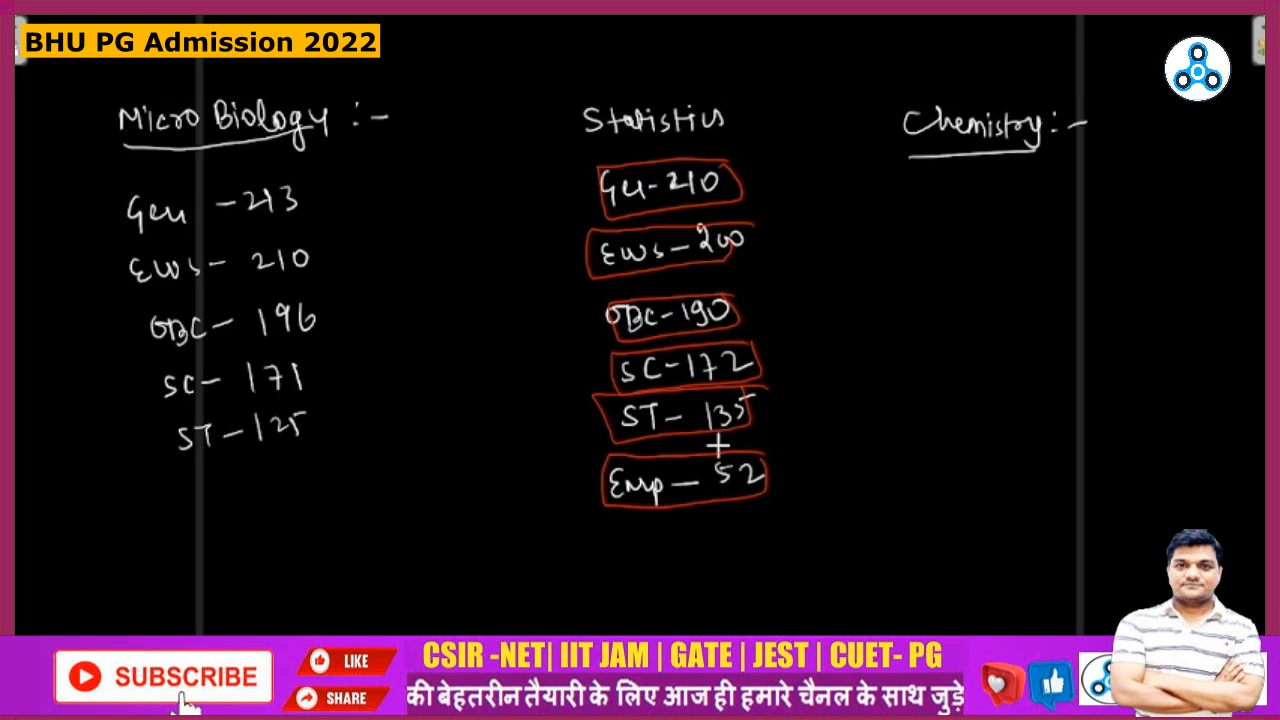 BHU PG Admission 2022
Micro Biology :-
Gen - 213
EWS - 210
OBC - 196
SC - 171
ST - 125
Statistics
Gen - 210
EWS - 200
OBC - 190
SC - 172
ST - 135
Emp - 52
Chemistry :-
SUBSCRIBE
LIKE
SHARE
CSIR -NET| IIT JAM | GATE | JEST | CUET- PG
की बेहतरीन तैयारी के लिए आज ही हमारे चैनल के साथ जुड़े